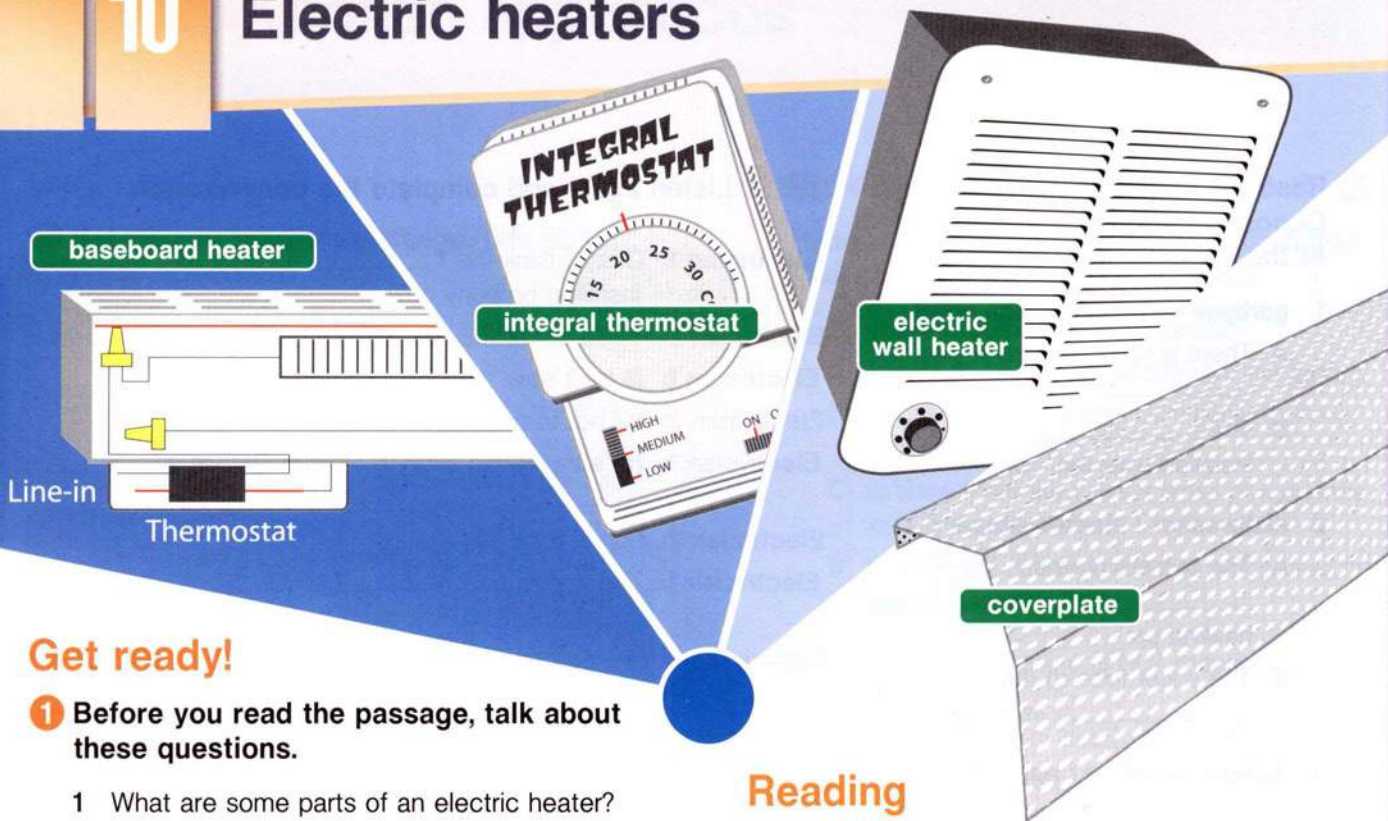 10
Electric heaters
baseboard heater
Line-in
Thermostat
INTEGRAL
THERMOSTAT
15 20 25 30 C°
integral thermostat
HIGH
MEDIUM
LOW
ON
electric
wall heater
coverplate
Get ready!
1 Before you read the passage, talk about
these questions.
1 What are some parts of an electric heater?
Reading